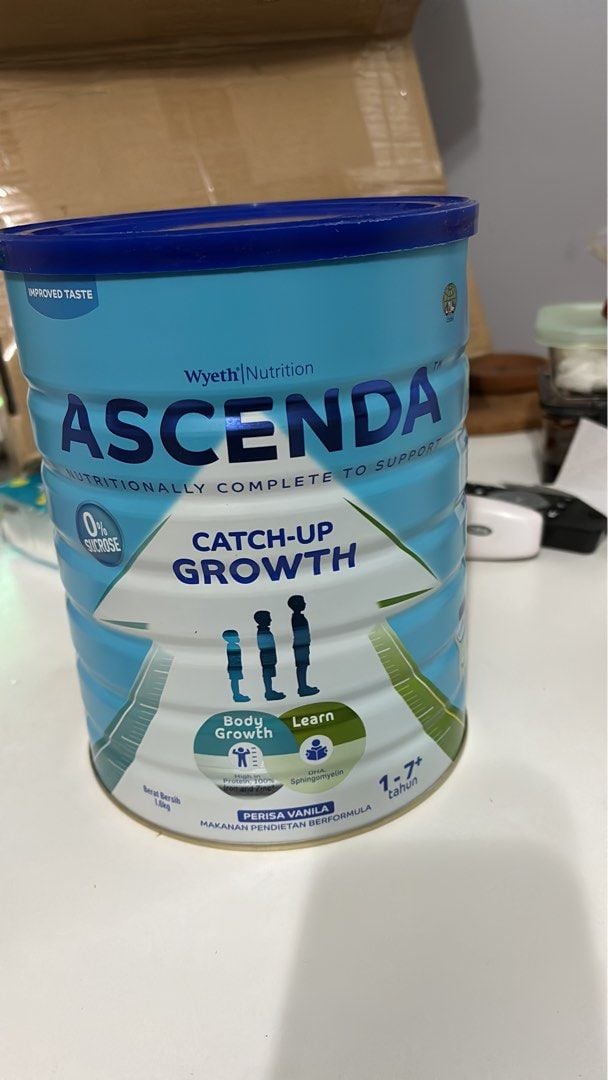 IMPROVED TASTE
Wyeth® | Nutrition
ASCENDA™
NUTRITIONALLY COMPLETE TO SUPPORT
0%
SUCROSE
CATCH-UP
GROWTH
Body
Growth
Learn
High in
Protein, 100%
Iron and Zinc†
DHA,
Sphingomyelin
1 - 7+
tahun
Berat Bersih
1.6kg
PERISA VANILA
MAKANAN PENDIETAN BERFORMULA